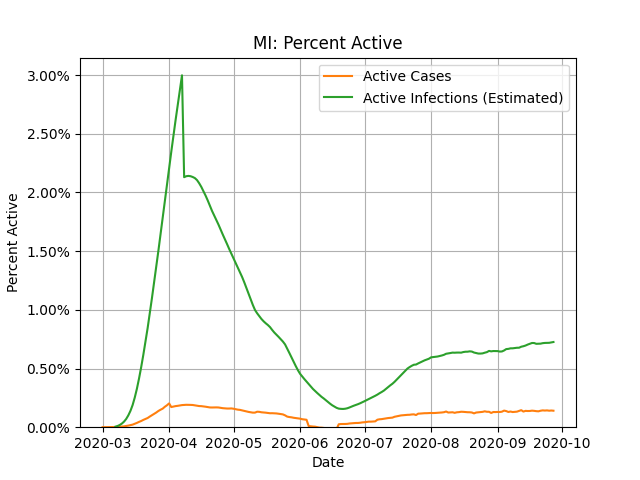 MI: Percent Active
Active Cases
Active Infections (Estimated)
Percent Active
3.00%
2.50%
2.00%
1.50%
1.00%
0.50%
0.00%
2020-03 2020-04 2020-05 2020-06 2020-07 2020-08 2020-09 2020-10
Date